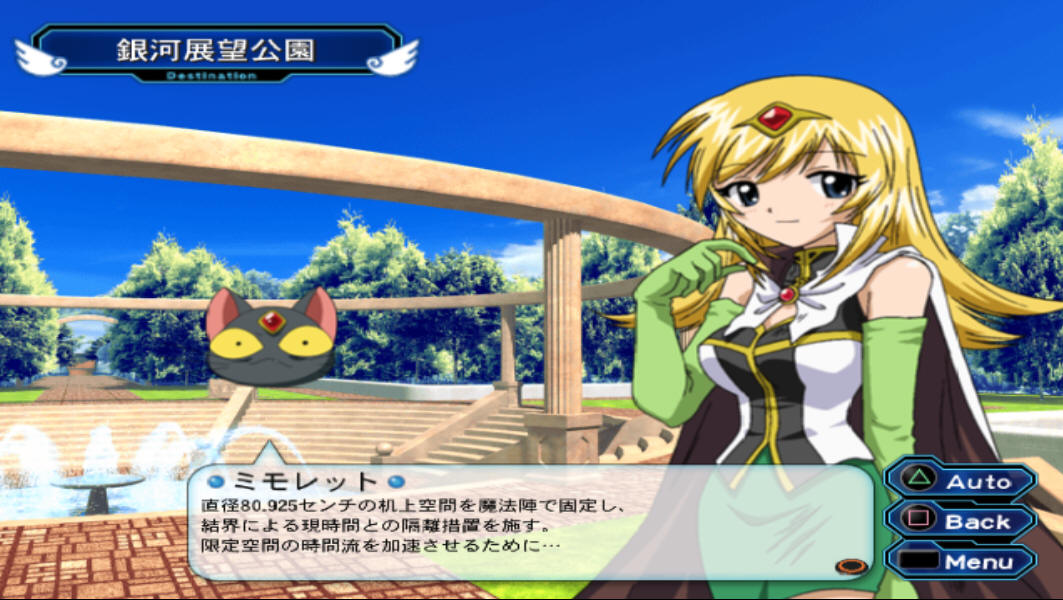 銀河展望公園
Destination
ミモレット
直径80.925センチの机上空間を魔法陣で固定し、
結界による現時間との隔離措置を施す。
限定空間の時間流を加速させるために…
Auto
Back
Menu